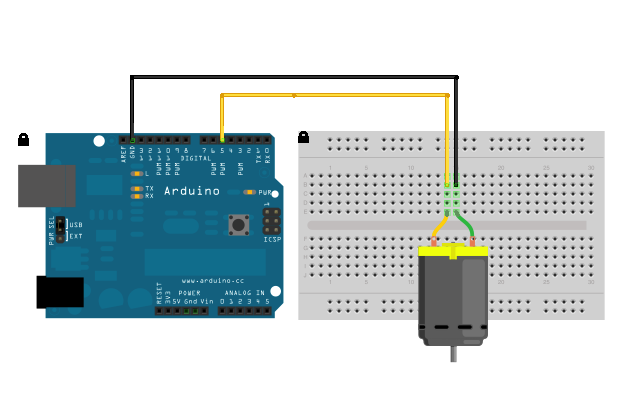 AREF
GND
13
12
11
10
9
8
7
6
5
4
3
2
1
0
PWM
PWM
PWM
PWM
PWM
PWM
TX
RX
DIGITAL
L
TX
RX
Arduino
PWR
1
ICSP
PWR SEL
USB
EXT
www.arduino.cc
RESET
3V3
POWER
5V Gnd Vin
ANALOG IN
0 1 2 3 4 5
1 5 10 15 20 25 30
A
B
C
D
E
F
G
H
I
J
1 5 20 25 30